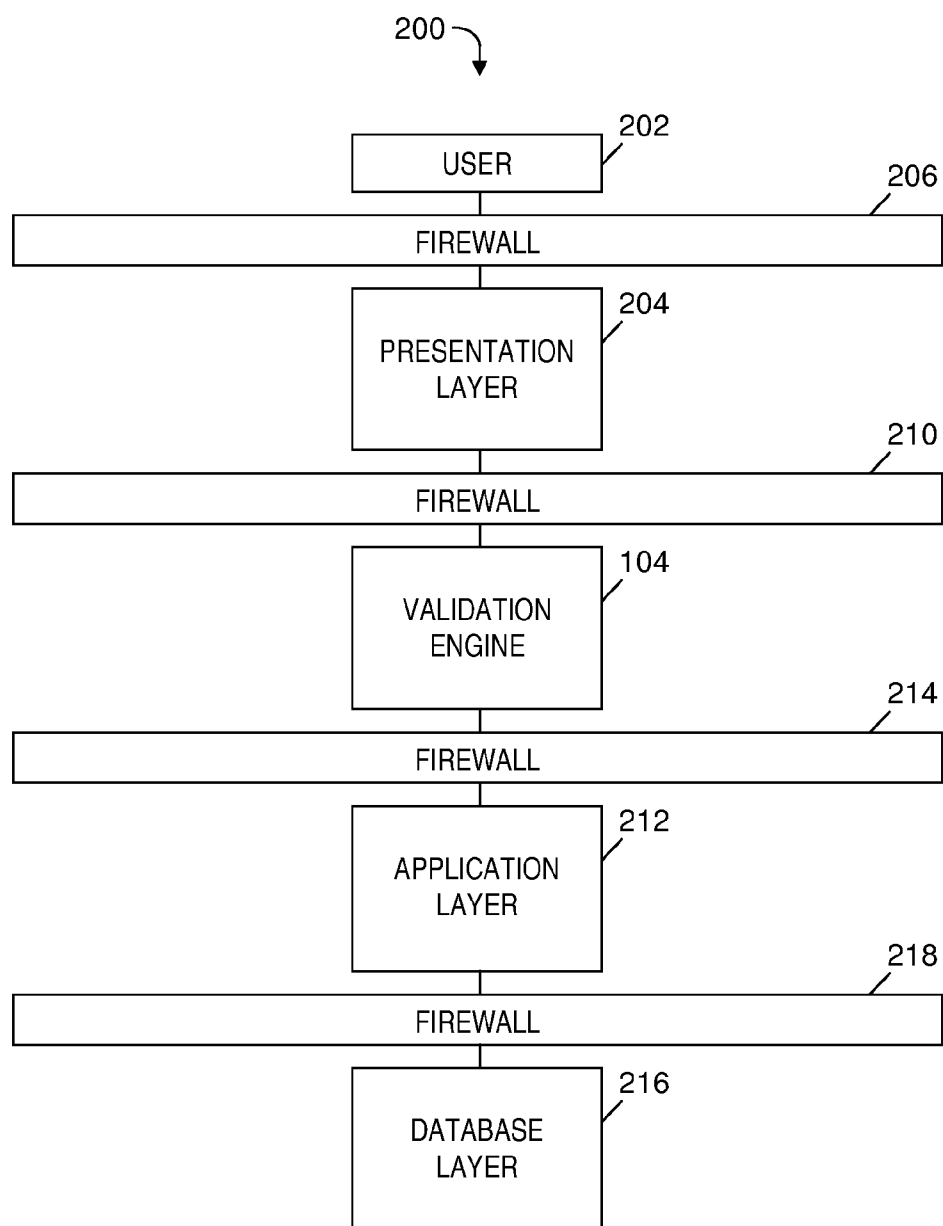 200
202
USER
206
FIREWALL
204
PRESENTATION
LAYER
210
FIREWALL
104
VALIDATION
ENGINE
214
FIREWALL
212
APPLICATION
LAYER
218
FIREWALL
216
DATABASE
LAYER